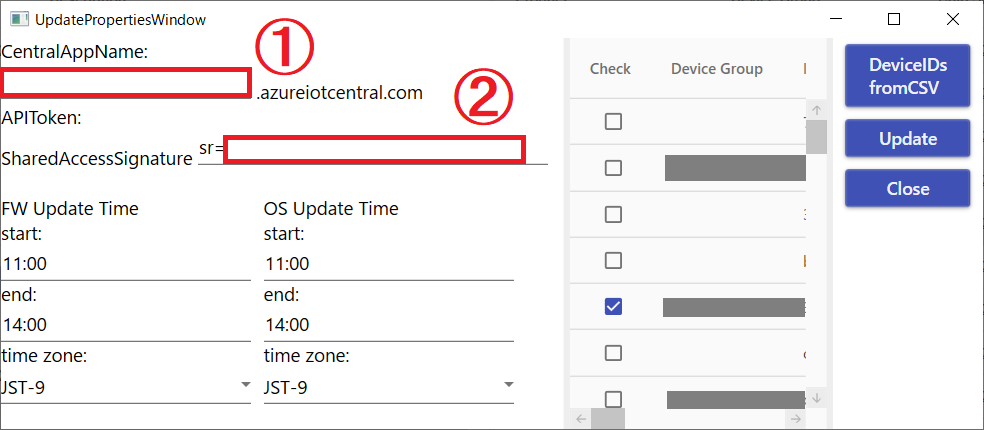 UpdatePropertiesWindow
CentralAppName:
①
.azureiotcentral.com
APIToken:
②
SharedAccessSignature sr=
FW Update Time
start:
11:00
end:
14:00
time zone:
JST-9
OS Update Time
start:
11:00
end:
14:00
time zone:
JST-9
Check Device Group
DeviceIDs
fromCSV
Update
Close